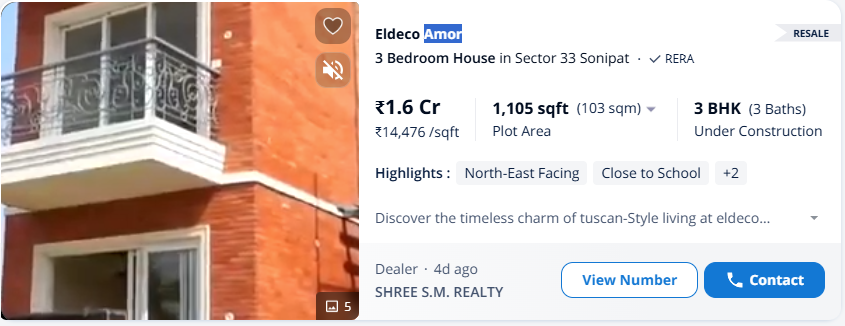 Eldeco Amor
RESALE
3 Bedroom House in Sector 33 Sonipat · ✓ RERA
₹1.6 Cr
₹14,476 /sqft
1,105 sqft (103 sqm)
Plot Area
3 BHK (3 Baths)
Under Construction
Highlights : North-East Facing Close to School +2
Discover the timeless charm of tuscan-Style living at eldeco...
5
Dealer · 4d ago
SHREE S.M. REALTY
View Number
Contact